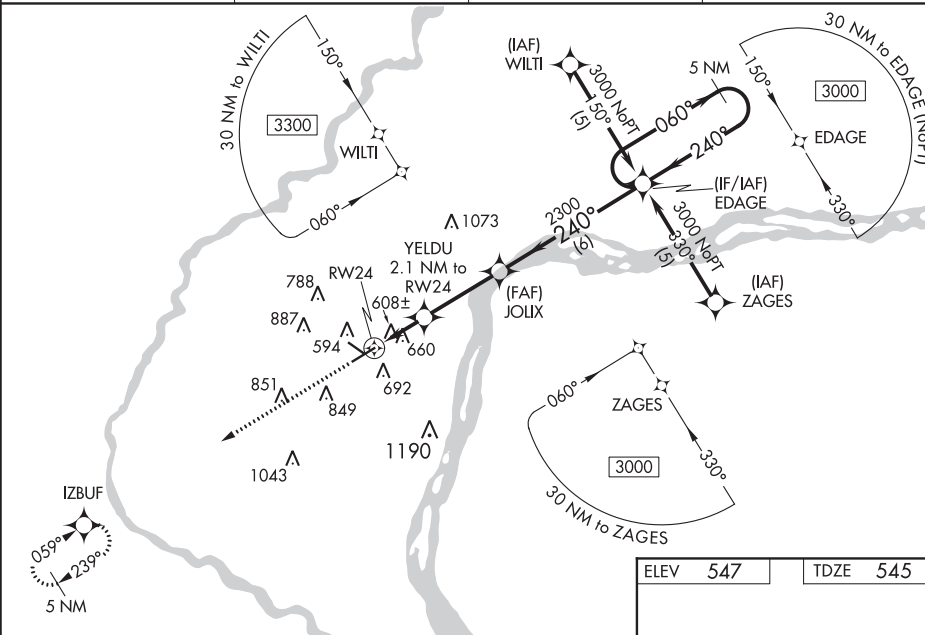 30 NM to WILTI
150°
3300
WILTI
060°
(IAF)
WILTI
3000 NoPT
150°
(5)
5 NM
060°
240°
30 NM to EDAGE (NoPT)
150°
3000
EDAGE
330°
(IF/IAF)
EDAGE
2300
240°
(6)
3000 NoPT
330°
(5)
(IAF)
ZAGES
1073
YELDU
2.1 NM to
RW24
RW24
(FAF)
JOLIX
788
608±
887
594
660
692
851
849
1190
1043
060°
ZAGES
3000
330°
30 NM to ZAGES
IZBUF
059°
239°
5 NM
ELEV 547
TDZE 545